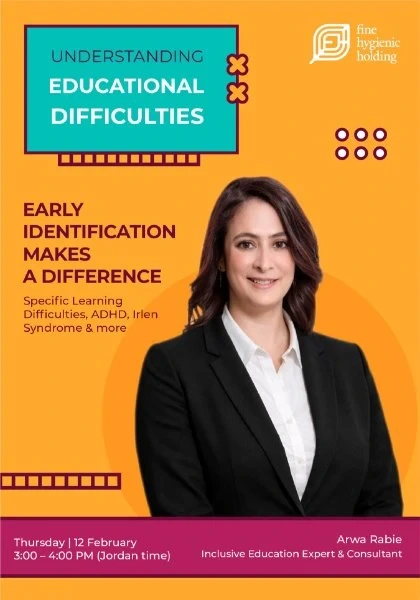 UNDERSTANDING
EDUCATIONAL
DIFFICULTIES
fine
hygienic
holding
EARLY
IDENTIFICATION
MAKES
A DIFFERENCE
Specific Learning
Difficulties, ADHD, Irlen
Syndrome & more
Thursday | 12 February
3:00 – 4:00 PM (Jordan time)
Arwa Rabie
Inclusive Education Expert & Consultant